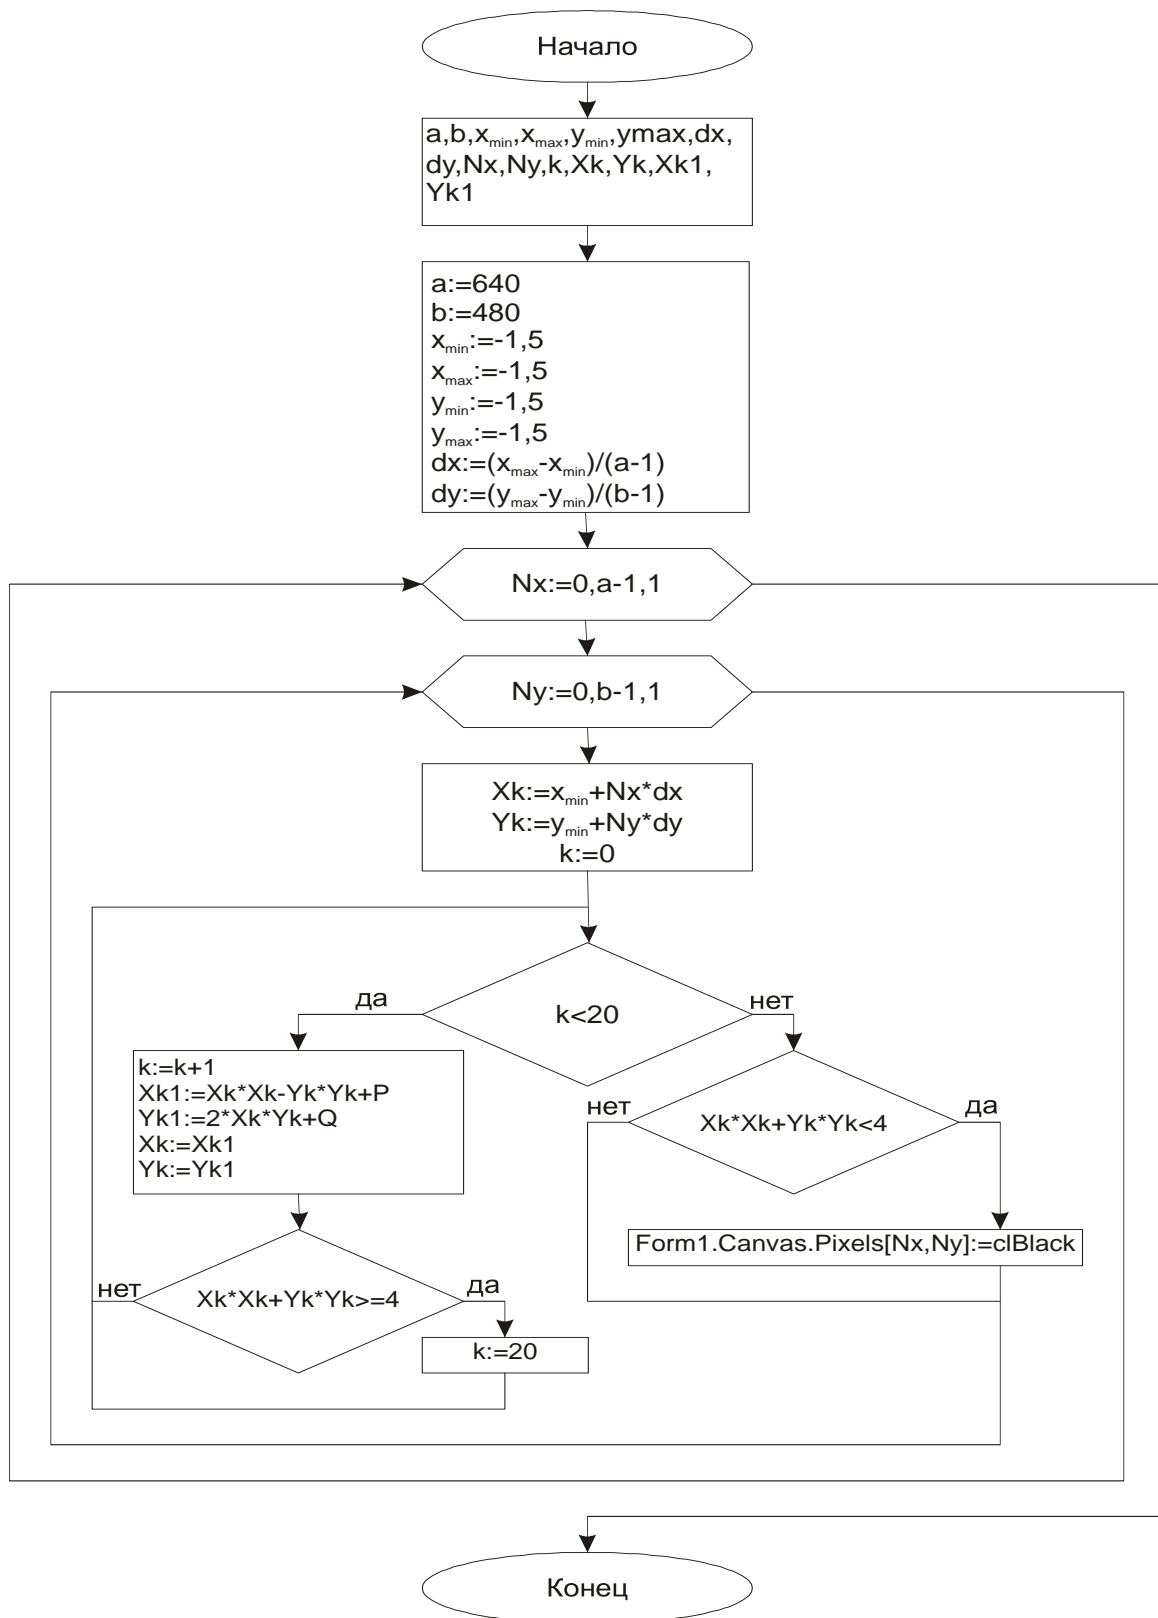 Начало
a,b,xmin,xmax,ymin,ymax,dx,
dy,Nx,Ny,k,Xk,Yk,Xk1,
Yk1
a:=640
b:=480
xmin:=-1,5
xmax:=-1,5
ymin:=-1,5
ymax:=-1,5
dx:=(xmax-xmin)/(a-1)
dy:=(ymax-ymin)/(b-1)
Nx:=0,a-1,1
Ny:=0,b-1,1
Xk:=xmin+Nx*dx
Yk:=ymin+Ny*dy
k:=0
k<20
да
нет
k:=k+1
Xk1:=Xk*Xk-Yk*Yk+P
Yk1:=2*Xk*Yk+Q
Xk:=Xk1
Yk:=Yk1
нет
Xk*Xk+Yk*Yk<4
да
Form1.Canvas.Pixels[Nx,Ny]:=clBlack
нет
Xk*Xk+Yk*Yk>=4
да
k:=20
Конец